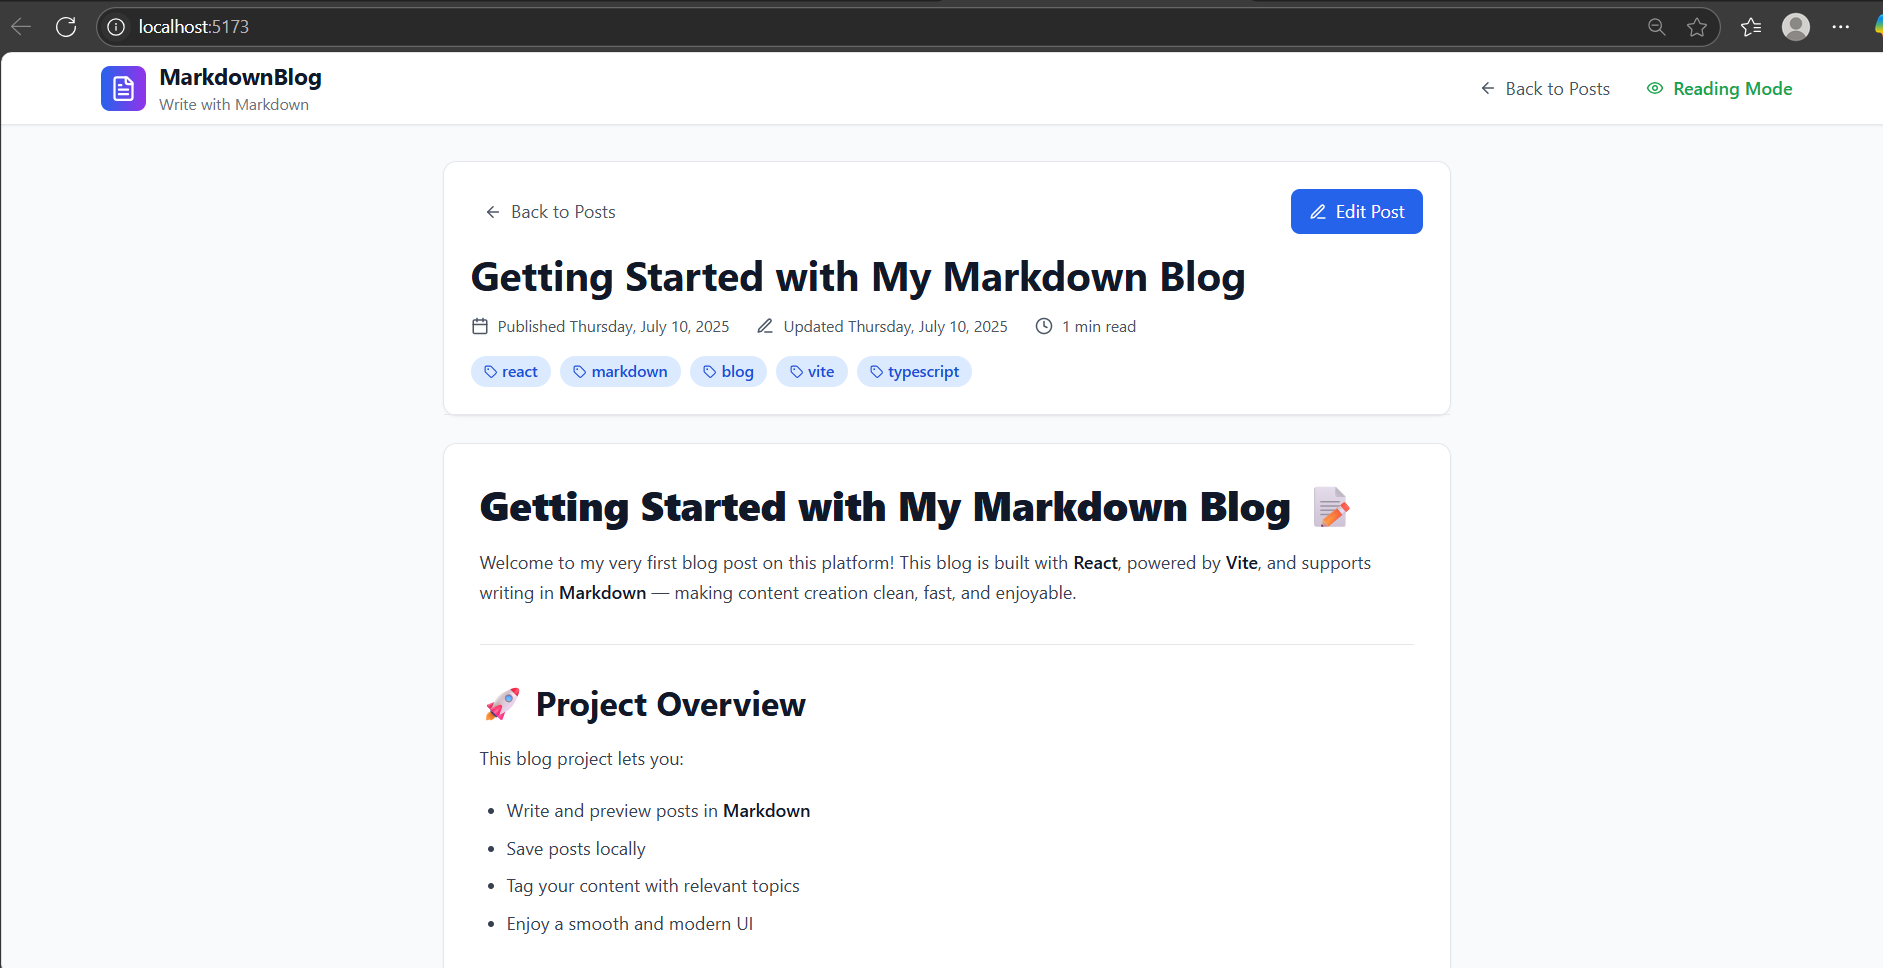 localhost:5173
MarkdownBlog
Write with Markdown
Back to Posts
Reading Mode
Back to Posts
Edit Post
Getting Started with My Markdown Blog
Published Thursday, July 10, 2025
Updated Thursday, July 10, 2025
1 min read
react
markdown
blog
vite
typescript
Getting Started with My Markdown Blog
Welcome to my very first blog post on this platform! This blog is built with React, powered by Vite, and supports
writing in Markdown — making content creation clean, fast, and enjoyable.
Project Overview
This blog project lets you:
• Write and preview posts in Markdown
• Save posts locally
• Tag your content with relevant topics
• Enjoy a smooth and modern UI